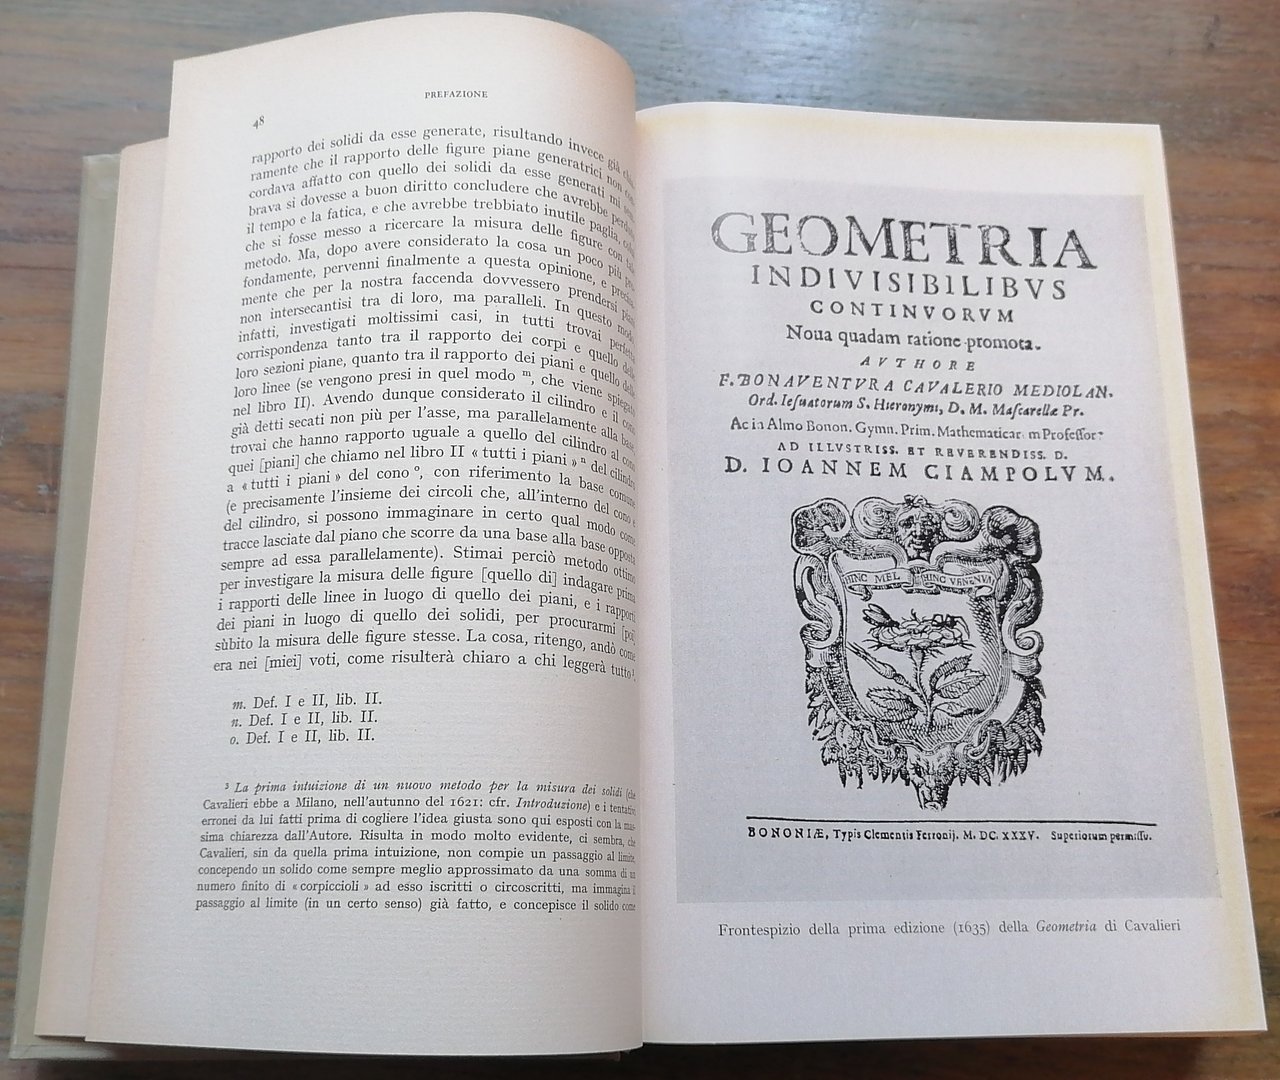 PREFAZIONE
48
rapporto dei solidi da esse generate, risultando invece già
ramente che il rapporto delle figure piane generatrici non
cordava affatto con quello dei solidi da esse generati mi
brava si dovesse a buon diritto concludere che avrebbe
il tempo e la fatica, e che avrebbe trebbiato inutile paglia,
che si fosse messo a ricercare la misura delle figure con tale
metodo. Ma, dopo avere considerato la cosa un poco più
fondamente, pervenni finalmente a questa opinione, e precisa-
mente che per la nostra faccenda dovessero prendersi piani
non intersecantisi tra di loro, ma paralleli. In questo modo
infatti, investigati moltissimi casi, in tutti trovai perfetta
corrispondenza tanto tra il rapporto dei corpi e quello delle
loro sezioni piane, quanto tra il rapporto dei piani e quello delle
loro linee (se vengono presi in quel modo m, che viene spiegato
nel libro II). Avendo dunque considerato il cilindro e il cono
già detti secati non più per l'asse, ma parallelamente alla base,
trovai che hanno rapporto uguale a quello del cilindro al cono
quei [piani] che chiamo nel libro II « tutti i piani » n del cilindro
a « tutti i piani » del cono o, con riferimento la base comune
(e precisamente l'insieme dei circoli che, all'interno del cono e
del cilindro, si possono immaginare in certo qual modo come
tracce lasciate dal piano che scorre da una base alla base opposta
sempre ad essa parallelamente). Stimai perciò metodo ottimo
per investigare la misura delle figure [quello di] indagare prima
i rapporti delle linee in luogo di quello dei piani, e i rapporti
dei piani in luogo di quello dei solidi, per procurarmi [poi]
sùbito la misura delle figure stesse. La cosa, ritengo, andò come
era nei [miei] voti, come risulterà chiaro a chi leggerà tutto 3.
m. Def. I e II, lib. II.
n. Def. I e II, lib. II.
o. Def. I e II, lib. II.
3 La prima intuizione di un nuovo metodo per la misura dei solidi (che
Cavalieri ebbe a Milano, nell'autunno del 1621: cfr. Introduzione) e i tentativi
erronei da lui fatti prima di cogliere l'idea giusta sono qui esposti con la mas-
sima chiarezza dall'Autore. Risulta in modo molto evidente, ci sembra, che
Cavalieri, sin da quella prima intuizione, non compie un passaggio al limite,
concependo un solido come sempre meglio approssimato da una somma di un
numero finito di « corpiccioli » ad esso iscritti o circoscritti, ma immagina il
passaggio al limite (in un certo senso) già fatto, e concepisce il solido come
GEOMETRIA
INDIVISIBILIBVS
CONTINVORVM
Noua quadam ratione promota.
AVTHORE
F. BONAVENTVRA CAVALERIO MEDIOLAN.
Ord. Iesuatorum S. Hieronymi, D. M. Mascarellæ Pr.
Ac in Almo Bonon. Gymn. Prim. Mathematicarum Professor.
AD ILLVSTRISS. ET REVERENDISS. D.
D. IOANNEM CIAMPOLVM.
HINC MEL HINC VENENVM
BONONIÆ, Typis Clementis Ferronij. M. DC. XXXV. Superiorum permissu.
Frontespizio della prima edizione (1635) della Geometria di Cavalieri